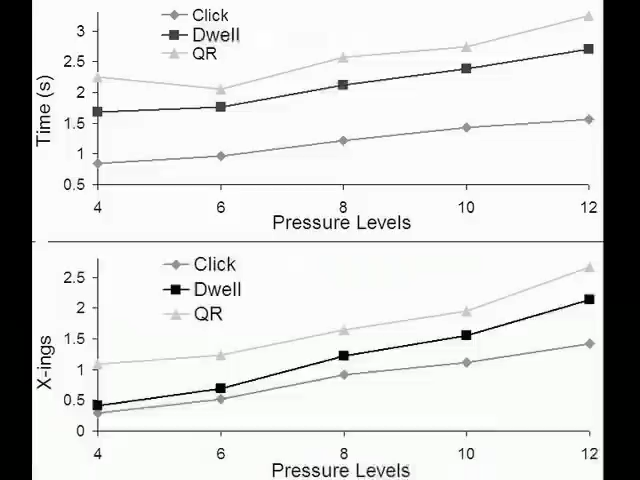 Click
Dwell
QR
3
2.5
2
1.5
1
0.5
Time (s)
4 6 8 10 12
Pressure Levels
Click
Dwell
QR
2.5
2
1.5
1
0.5
0
X-ings
4 6 8 10 12
Pressure Levels